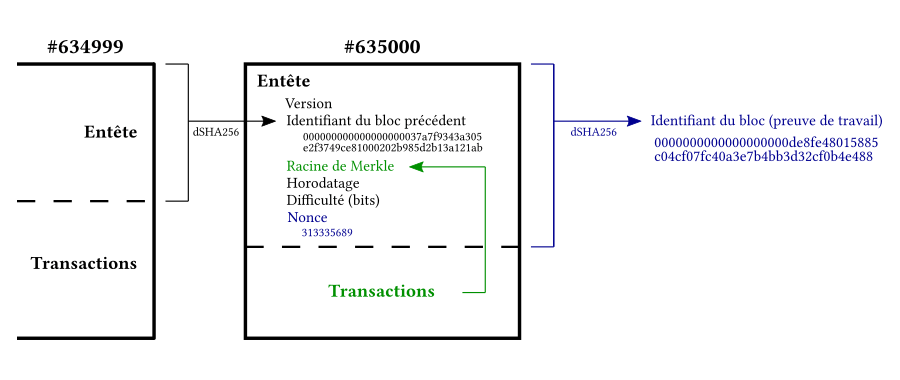 #634999
Entête
Transactions
dSHA256
#635000
Entête
Version
Identifiant du bloc précédent
00000000000000000037a7f9343a305
e2f3749ce81000202b985d2b13a121ab
Racine de Merkle
Horodatage
Difficulté (bits)
Nonce
313335689
Transactions
dSHA256
Identifiant du bloc (preuve de travail)
0000000000000000000de8fe48015885
c04cf07fc40a3e7b4bb3d32cf0b4e488